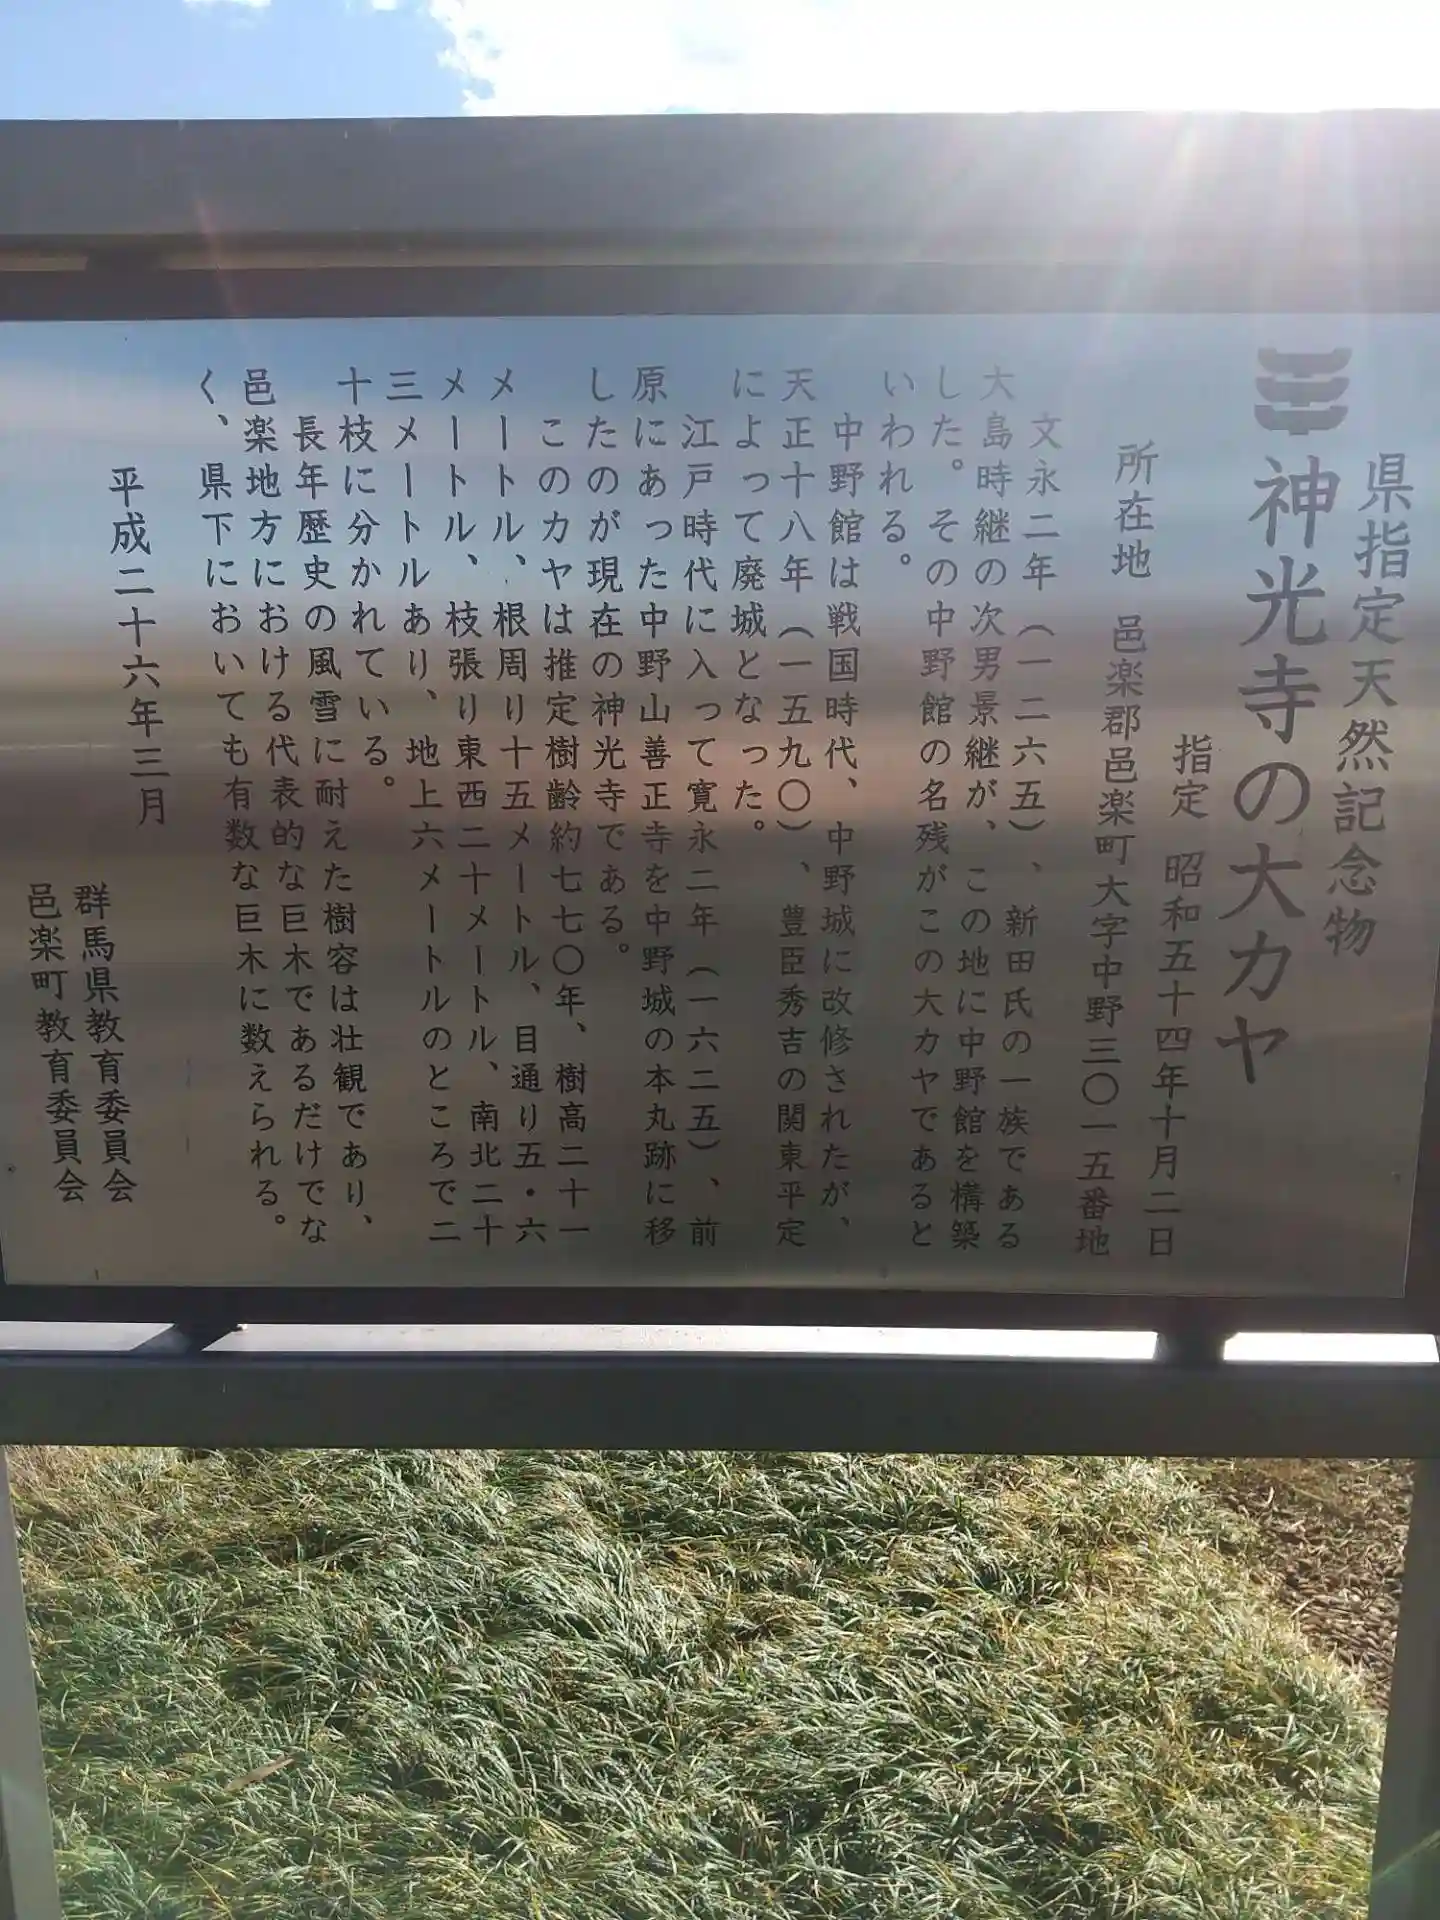 県指定天然記念物
神光寺の大カヤ
指定 昭和五十四年十月二日
所在地 邑楽郡邑楽町大字中野三〇一五番地
文永二年（一二六五）、新田氏の一族である
大島時継の次男景継が、この地に中野館を構築
した。その中野館の名残がこの大カヤであると
いわれる。
中野館は戦国時代、中野城に改修されたが、
天正十八年（一五九〇）、豊臣秀吉の関東平定
によって廃城となった。
江戸時代に入って寛永二年（一六二五）、前
原にあった中野山善正寺を中野城の本丸跡に移
したのが現在の神光寺である。
このカヤは推定樹齢約七七〇年、樹高二十一
メートル、根周り十五メートル、目通り五・六
メートル、枝張り東西二十メートル、南北二十
三メートルあり、地上六メートルのところで二
十枝に分かれている。
長年歴史の風雪に耐えた樹容は壮観であり、
邑楽地方における代表的な巨木であるだけでな
く、県下においても有数な巨木に数えられる。
平成二十六年三月
群馬県教育委員会
邑楽町教育委員会